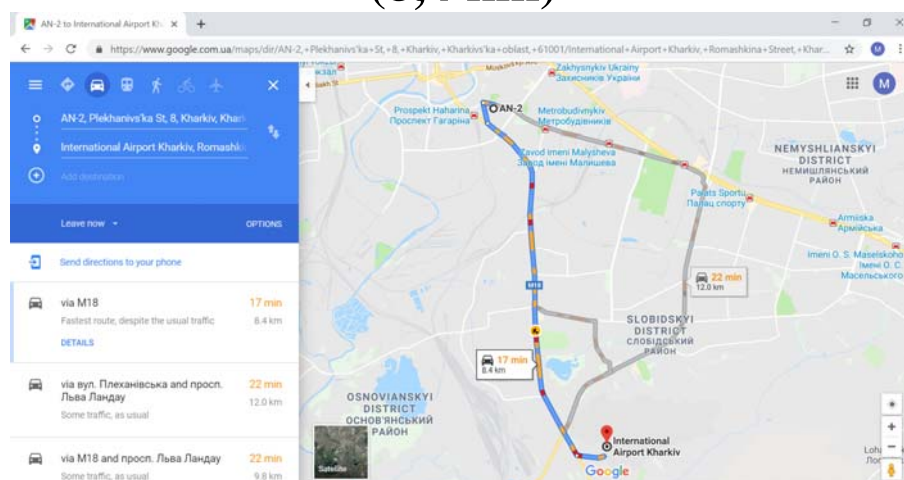 AN-2 to International Airport Kh
https://www.google.com.ua/maps/dir/AN-2,+Plekhanivs'ka+St,+8,+Kharkiv,+Kharkivs'ka+oblast,+61001/International+Airport+Kharkiv,+Romashkina+Street,+Khar...
M
AN-2, Plekhanivs'ka St, 8, Kharkiv, Khar
International Airport Kharkiv, Romashki
Add destination
Leave now
OPTIONS
Send directions to your phone
via M18
17 min
Fastest route, despite the usual traffic
8.4 km
DETAILS
via вул. Плеханівська and просп.
Льва Ландау
22 min
12.0 km
Some traffic, as usual
via M18 and просп. Льва Ландау
22 min
Some traffic, as usual
9.8 km
Zakhysnykiv Ukrainy
Захисників України
M
Prospekt Haharina
Проспект Гагаріна
AN-2
Metrobudivnykiv
Метробудівників
Zavod Imeni Malysheva
Завод імені Малишева
NEMYSHLIANSKYI
DISTRICT
НЕМИШЛЯНСЬКИЙ
РАЙОН
Palats Sportu
Палац спорту
Armiiska
Армійська
Imeni O. S. Maselskoho
Імені О. С.
Масельського
22 min
12.0 km
M18
SLOBIDSKYI
DISTRICT
СЛОБІДСЬКИЙ
РАЙОН
17 min
8.4 km
OSNOVIANSKYI
DISTRICT
ОСНОВ'ЯНСЬКИЙ
РАЙОН
International
Airport Kharkiv
Satellite
Google